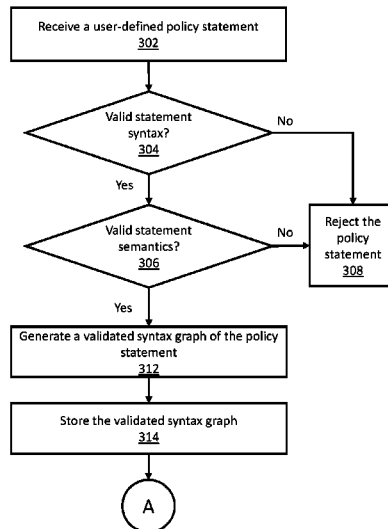 Receive a user-defined policy statement
302
Valid statement
syntax?
304
No
Yes
Valid statement
semantics?
306
No
Reject the
policy
statement
308
Yes
Generate a validated syntax graph of the policy
statement
312
Store the validated syntax graph
314
A